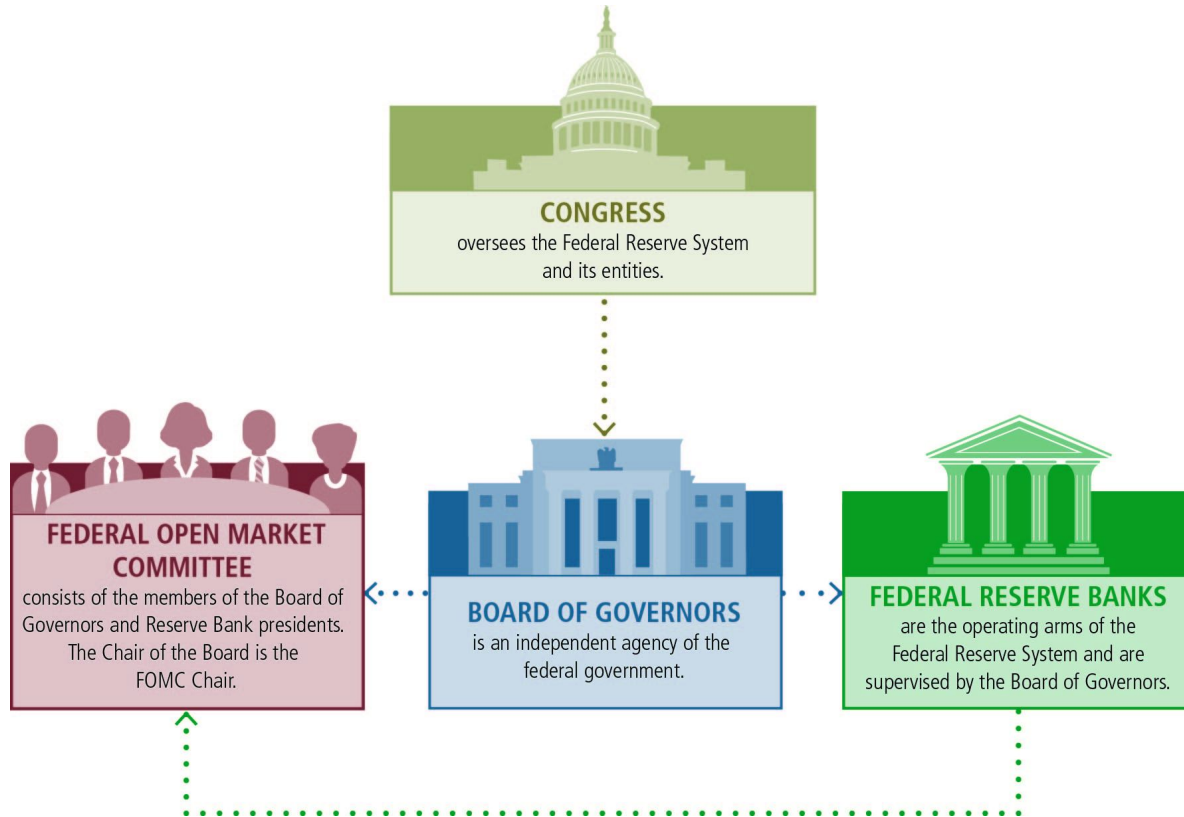 CONGRESS
oversees the Federal Reserve System
and its entities.
FEDERAL OPEN MARKET
COMMITTEE
consists of the members of the Board of
Governors and Reserve Bank presidents.
The Chair of the Board is the
FOMC Chair.
BOARD OF GOVERNORS
is an independent agency of the
federal government.
FEDERAL RESERVE BANKS
are the operating arms of the
Federal Reserve System and are
supervised by the Board of Governors.